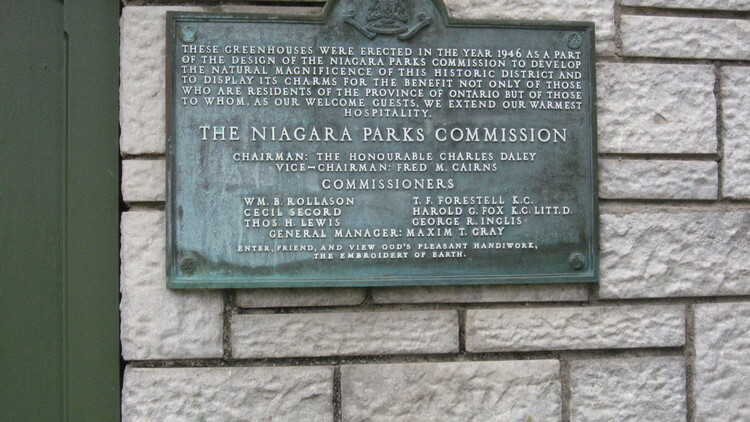 THESE GREENHOUSES WERE ERECTED IN THE YEAR 1946 AS A PART
OF THE DESIGN OF THE NIAGARA PARKS COMMISSION TO DEVELOP
THE NATURAL MAGNIFICENCE OF THIS HISTORIC DISTRICT AND
TO DISPLAY ITS CHARMS FOR THE BENEFIT NOT ONLY OF THOSE
WHO ARE RESIDENTS OF THE PROVINCE OF ONTARIO BUT OF THOSE
TO WHOM, AS OUR WELCOME GUESTS, WE EXTEND OUR WARMEST
HOSPITALITY.
THE NIAGARA PARKS COMMISSION
CHAIRMAN: THE HONOURABLE CHARLES DALEY
VICE-CHAIRMAN: FRED M. CAIRNS
COMMISSIONERS
WM. B. ROLLASON T. F. FORESTELL K.C.
CECIL SECORD HAROLD G. FOX K.C. LITT.D.
THOS. H. LEWIS GEORGE R. INGLIS
GENERAL MANAGER: MAXIM T. GRAY
ENTER, FRIEND, AND VIEW GOD'S PLEASANT HANDIWORK,
THE EMBROIDERY OF EARTH.